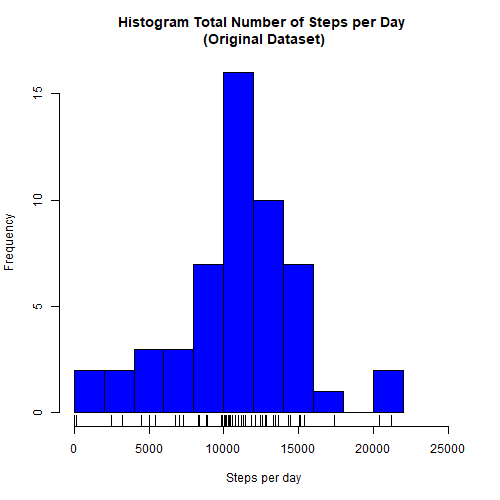 Histogram Total Number of Steps per Day
(Original Dataset)
Frequency
15
10
5
0
0 5000 10000 15000 20000 25000
Steps per day